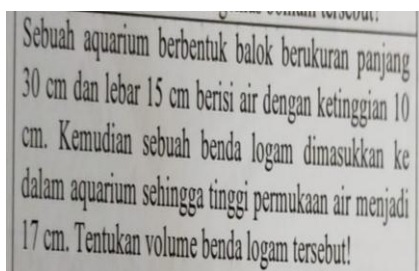 Sebuah aquarium berbentuk balok berukuran panjang
30 cm dan lebar 15 cm berisi air dengan ketinggian 10
cm. Kemudian sebuah benda logam dimasukkan ke
dalam aquarium sehingga tinggi permukaan air menjadi
17 cm. Tentukan volume benda logam tersebut!